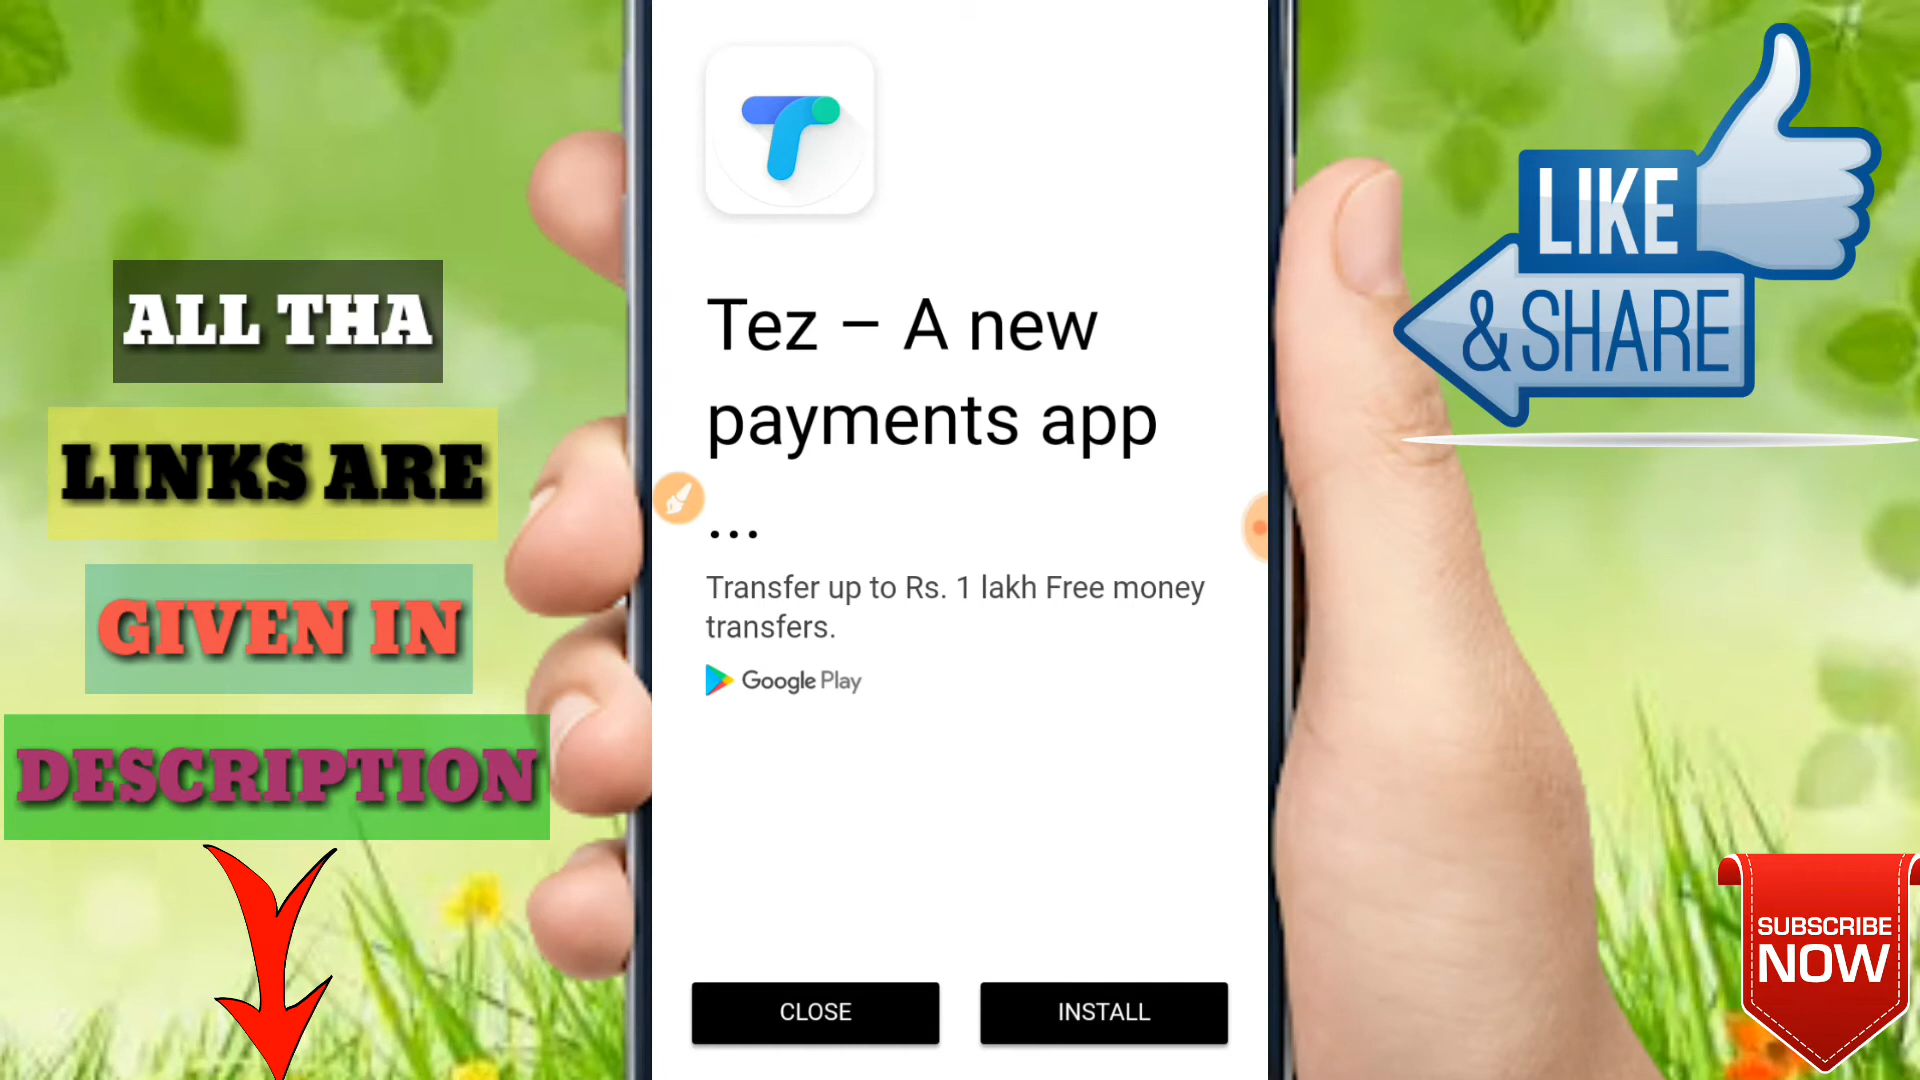 ALL THA
LINKS ARE
GIVEN IN
DESCRIPTION
Tez – A new
payments app
...
Transfer up to Rs. 1 lakh Free money
transfers.
Google Play
CLOSE
INSTALL
LIKE
& SHARE
SUBSCRIBE
NOW